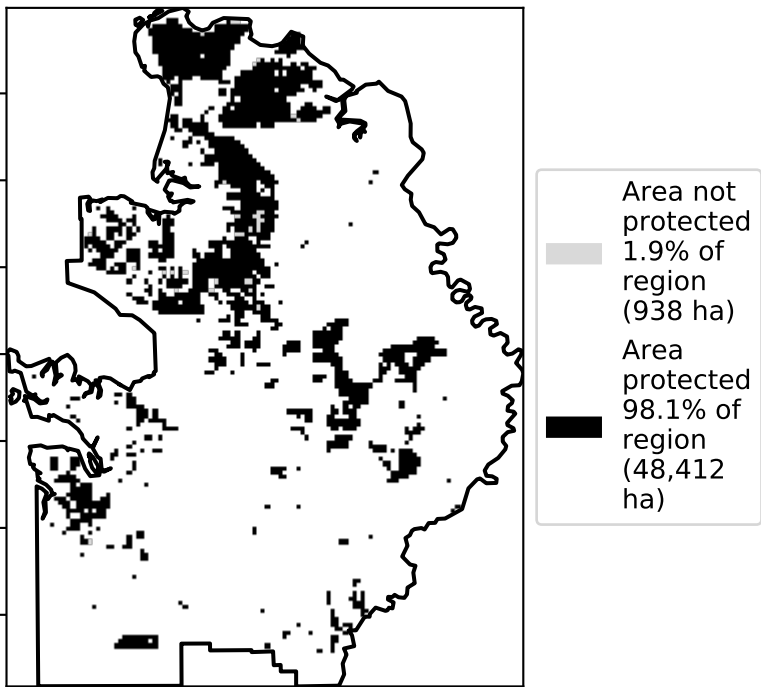 Area not
protected
1.9% of
region
(938 ha)
Area
protected
98.1% of
region
(48,412
ha)